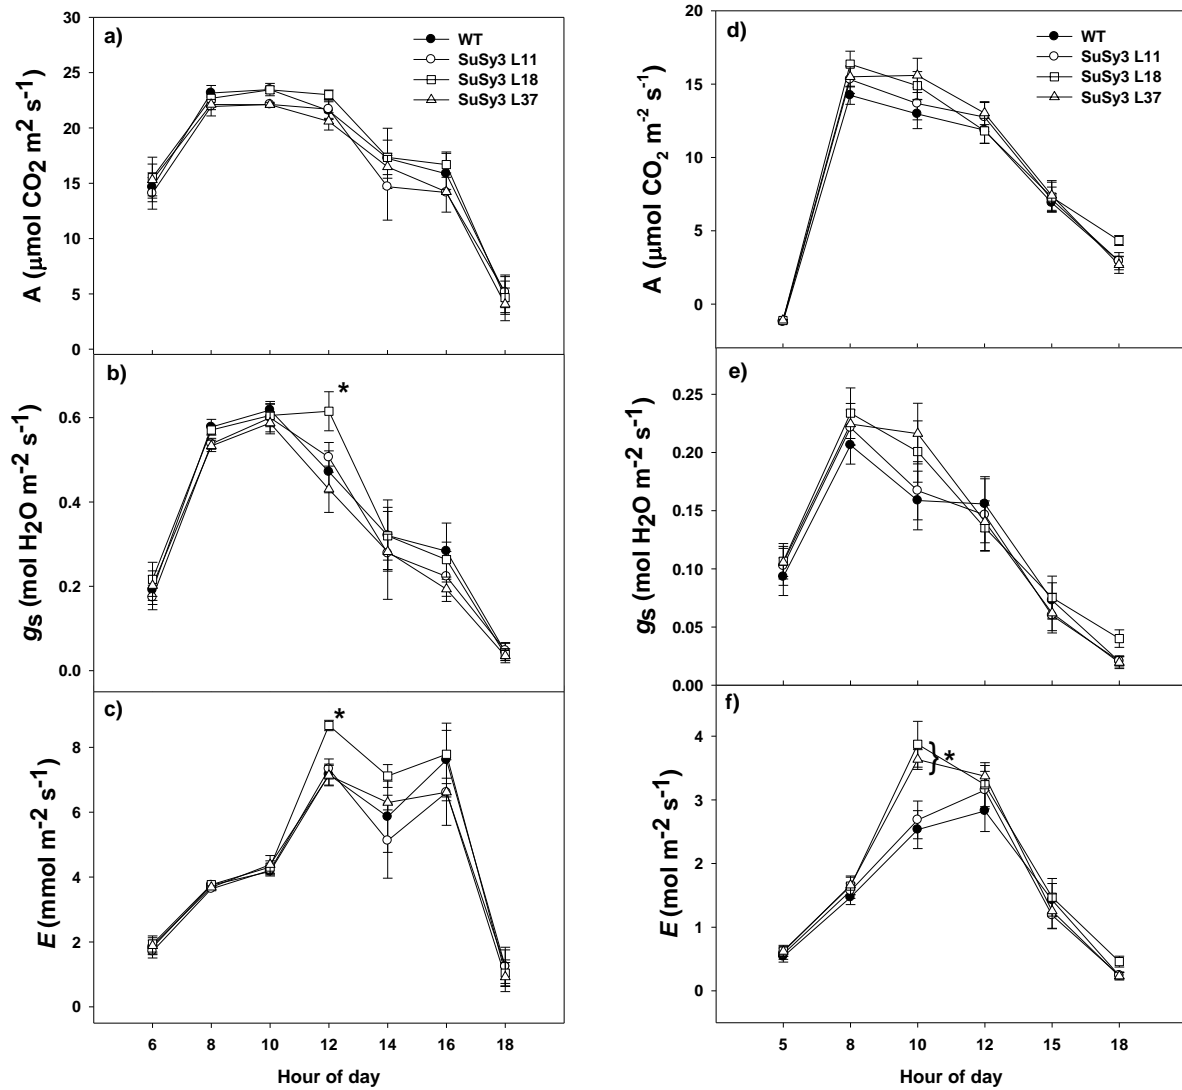 a)
WT
SuSy3 L11
SuSy3 L18
SuSy3 L37
A (μmol CO2 m2 s-1)
30
25
20
15
10
5
0
b)
*
gs (mol H2O m-2 s-1)
0.6
0.4
0.2
0.0
c)
*
E (mmol m-2 s-1)
8
6
4
2
0
6 8 10 12 14 16 18
Hour of day
d)
WT
SuSy3 L11
SuSy3 L18
SuSy3 L37
A (μmol CO2 m-2 s-1)
20
15
10
5
0
e)
gs (mol H2O m-2 s-1)
0.25
0.20
0.15
0.10
0.05
0.00
f)
} *
E (mol m-2 s-1)
4
3
2
1
0
5 8 10 12 15 18
Hour of day